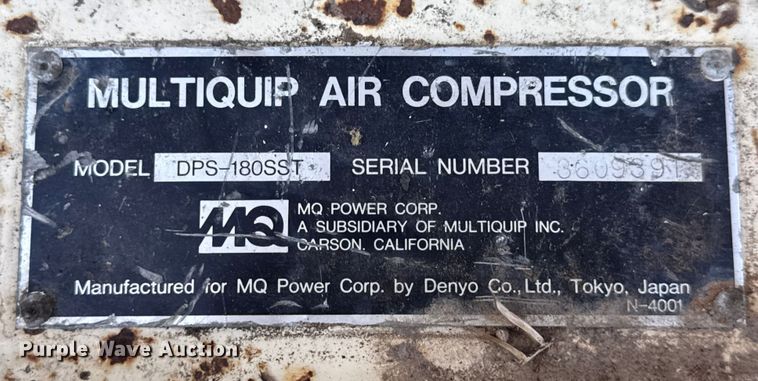 MULTIQUIP AIR COMPRESSOR
MODEL DPS-180SST SERIAL NUMBER 3609391
MQ
MQ POWER CORP.
A SUBSIDIARY OF MULTIQUIP INC.
CARSON, CALIFORNIA
Manufactured for MQ Power Corp. by Denyo Co., Ltd., Tokyo, Japan
N-4001
Purple Wave Auction